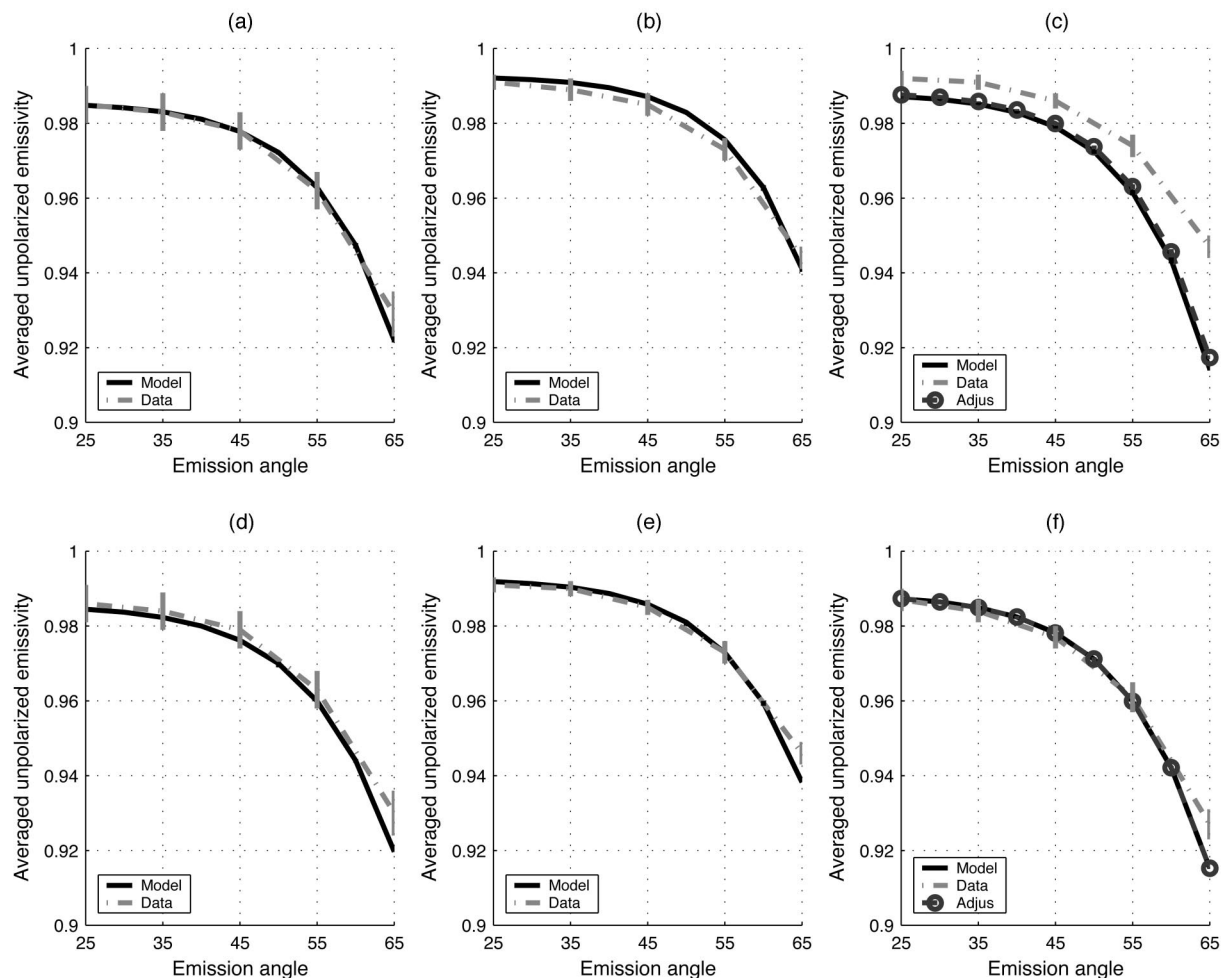 (a)
Averaged unpolarized emissivity
1
0.98
0.96
0.94
0.92
0.9
Model
Data
25 35 45 55 65
Emission angle
(b)
Averaged unpolarized emissivity
1
0.98
0.96
0.94
0.92
0.9
Model
Data
25 35 45 55 65
Emission angle
(c)
Averaged unpolarized emissivity
1
0.98
0.96
0.94
0.92
0.9
Model
Data
Adjus
25 35 45 55 65
Emission angle
(d)
Averaged unpolarized emissivity
1
0.98
0.96
0.94
0.92
0.9
Model
Data
25 35 45 55 65
Emission angle
(e)
Averaged unpolarized emissivity
1
0.98
0.96
0.94
0.92
0.9
Model
Data
25 35 45 55 65
Emission angle
(f)
Averaged unpolarized emissivity
1
0.98
0.96
0.94
0.92
0.9
Model
Data
Adjus
25 35 45 55 65
Emission angle